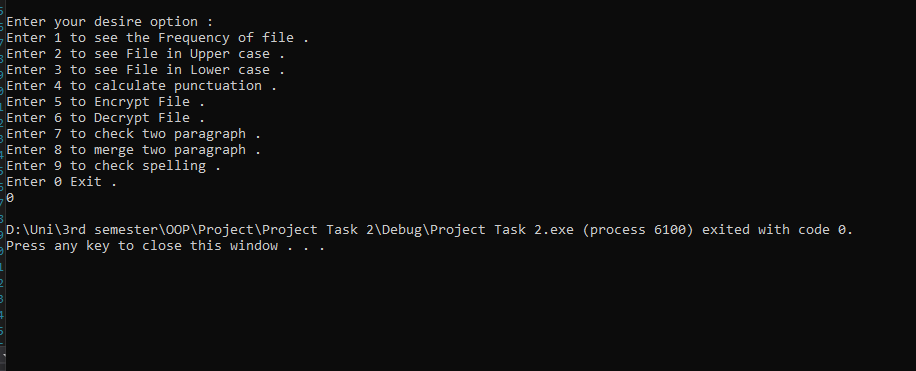 Enter your desire option :
Enter 1 to see the Frequency of file .
Enter 2 to see File in Upper case .
Enter 3 to see File in Lower case .
Enter 4 to calculate punctuation .
Enter 5 to Encrypt File .
Enter 6 to Decrypt File .
Enter 7 to check two paragraph .
Enter 8 to merge two paragraph .
Enter 9 to check spelling .
Enter 0 Exit .
0
D:\Uni\3rd semester\OOP\Project\Project Task 2\Debug\Project Task 2.exe (process 6100) exited with code 0.
Press any key to close this window . . .